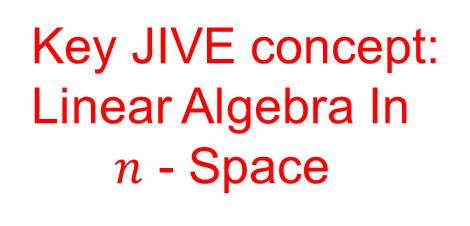 Key JIVE concept:
Linear Algebra In
𝑛 - Space